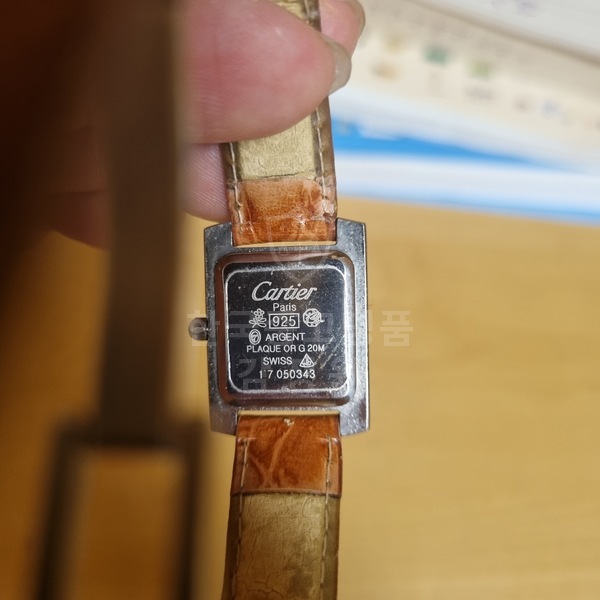 Cartier
Paris
925
ARGENT
PLAQUE OR G 20M
SWISS
1 7 050343